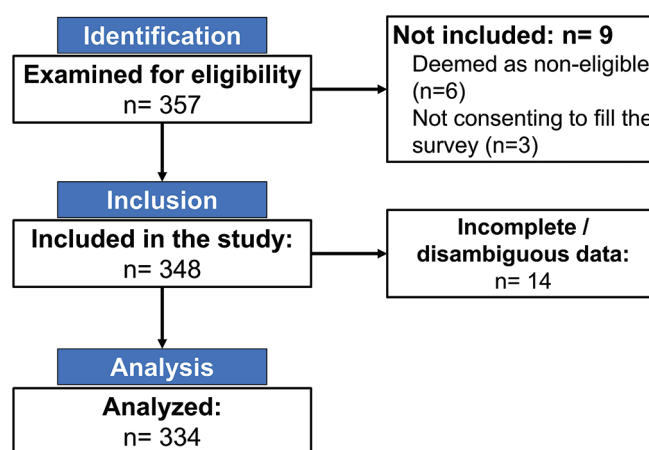 Identification
Examined for eligibility
n= 357
Not included: n= 9
Deemed as non-eligible
(n=6)
Not consenting to fill the
survey (n=3)
Inclusion
Included in the study:
n= 348
Incomplete /
disambiguous data:
n= 14
Analysis
Analyzed:
n= 334